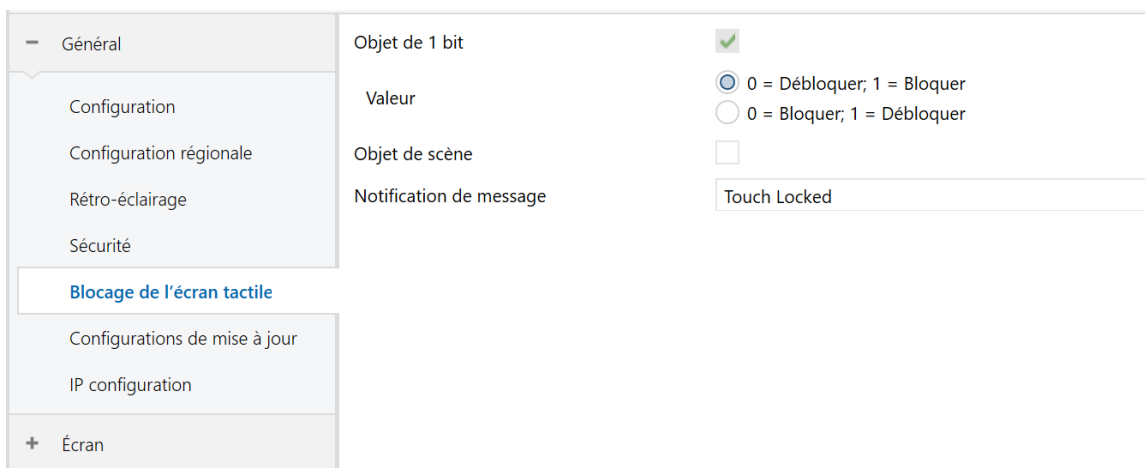 Général
Configuration
Configuration régionale
Rétro-éclairage
Sécurité
Blocage de l’écran tactile
Configurations de mise à jour
IP configuration
Écran
Objet de 1 bit
Valeur
0 = Débloquer; 1 = Bloquer
0 = Bloquer; 1 = Débloquer
Objet de scène
Notification de message
Touch Locked